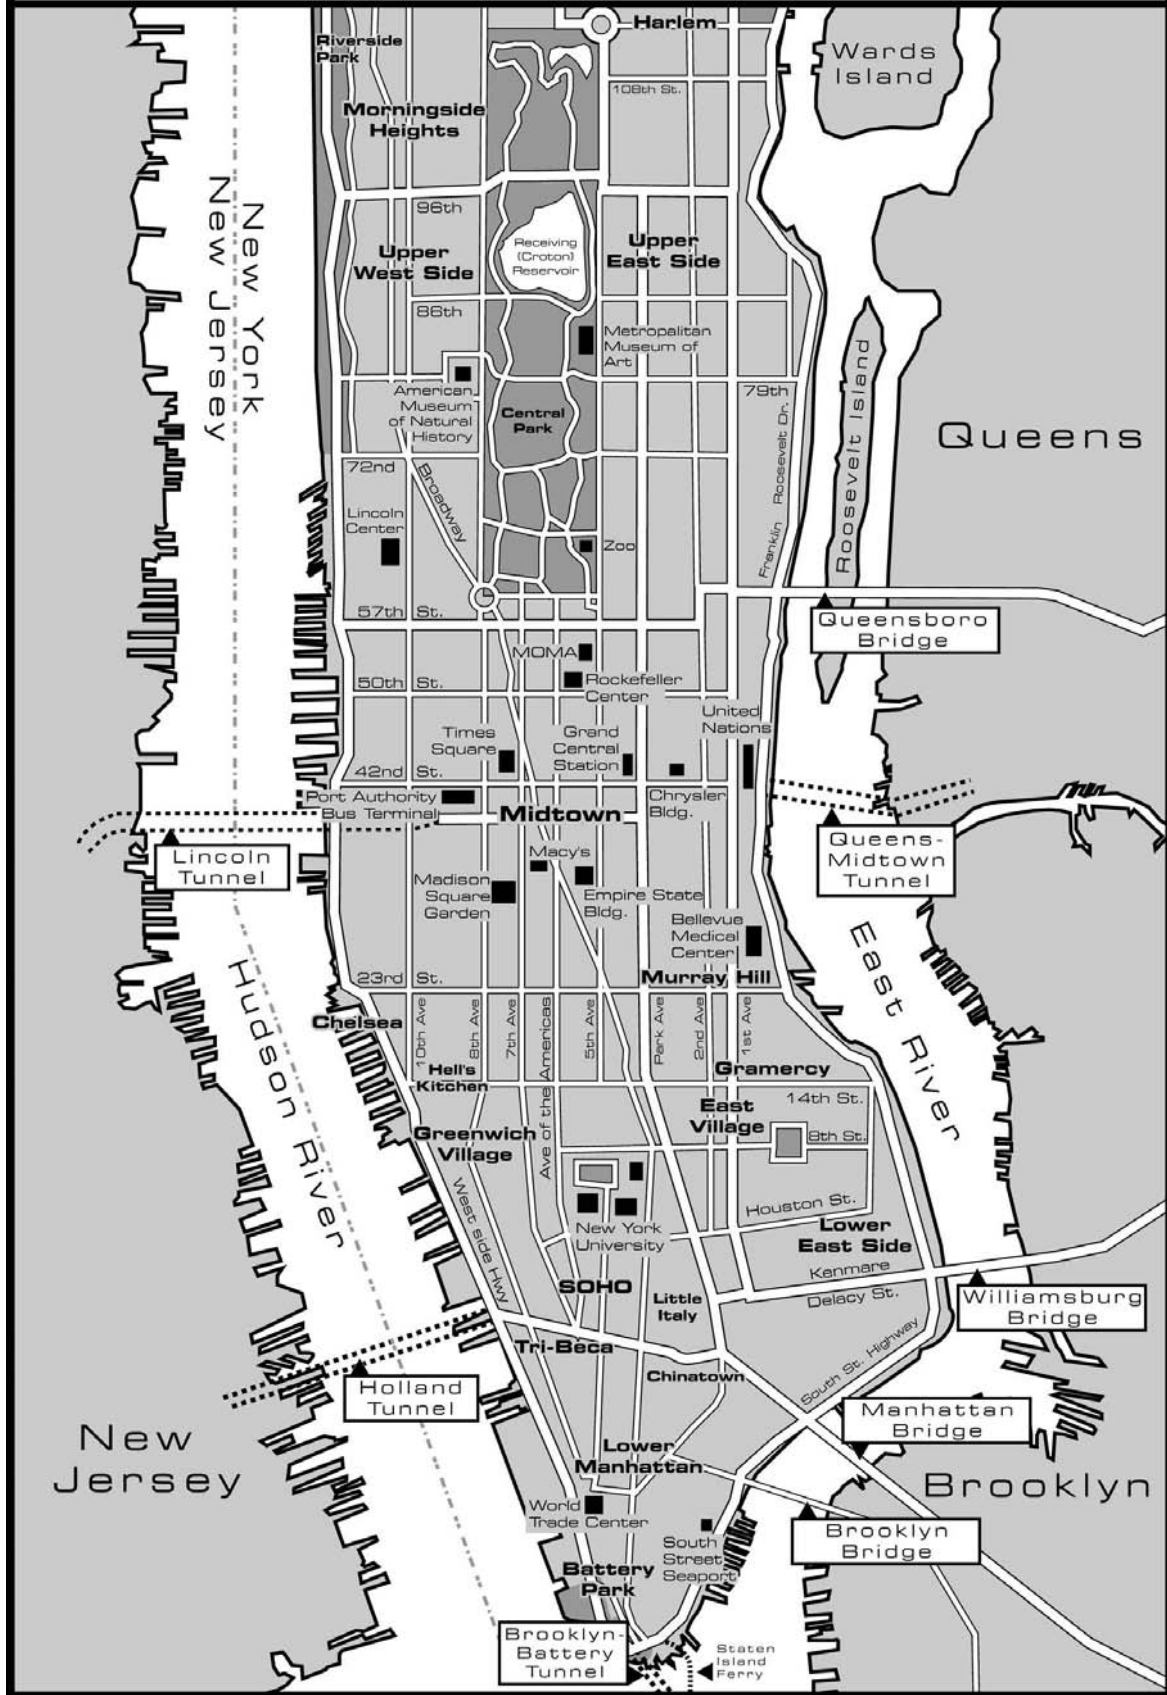 Harlem
Riverside
Park
Wards
Island
108th St.
Morningside
Heights
New York
New Jersey
96th
Upper
West Side
Receiving
(Croton)
Reservoir
Upper
East Side
86th
Metropolitan
Museum of
Art
American
Museum
of Natural
History
Central
Park
79th
Roosevelt Island
Queens
72nd
Broadway
Franklin Roosevelt Dr.
Lincoln
Center
Zoo
57th St.
Queensboro
Bridge
MOMA
Rockefeller
Center
50th St.
United
Nations
Times
Square
Grand
Central
Station
42nd St.
Port Authority
Bus Terminal
Chrysler
Bldg.
Midtown
Lincoln
Tunnel
Queens-
Midtown
Tunnel
Macy's
Madison
Square
Garden
Empire State
Bldg.
Bellevue
Medical
Center
East River
23rd St.
Murray Hill
Hudson River
Chelsea
10th Ave
8th Ave
7th Ave
Ave of the Americas
5th Ave
Park Ave
2nd Ave
1st Ave
Hell's
Kitchen
Gramercy
14th St.
East
Village
8th St.
Greenwich
Village
West side Hwy
New York
University
Houston St.
Lower
East Side
Kenmare
Delacy St.
SOHO
Little
Italy
Williamsburg
Bridge
Tri-Beca
Chinatown
South St. Highway
Holland
Tunnel
Manhattan
Bridge
New
Jersey
Lower
Manhattan
Brooklyn
World
Trade Center
Brooklyn
Bridge
South
Street
Seaport
Battery
Park
Brooklyn-
Battery
Tunnel
Staten
Island
Ferry